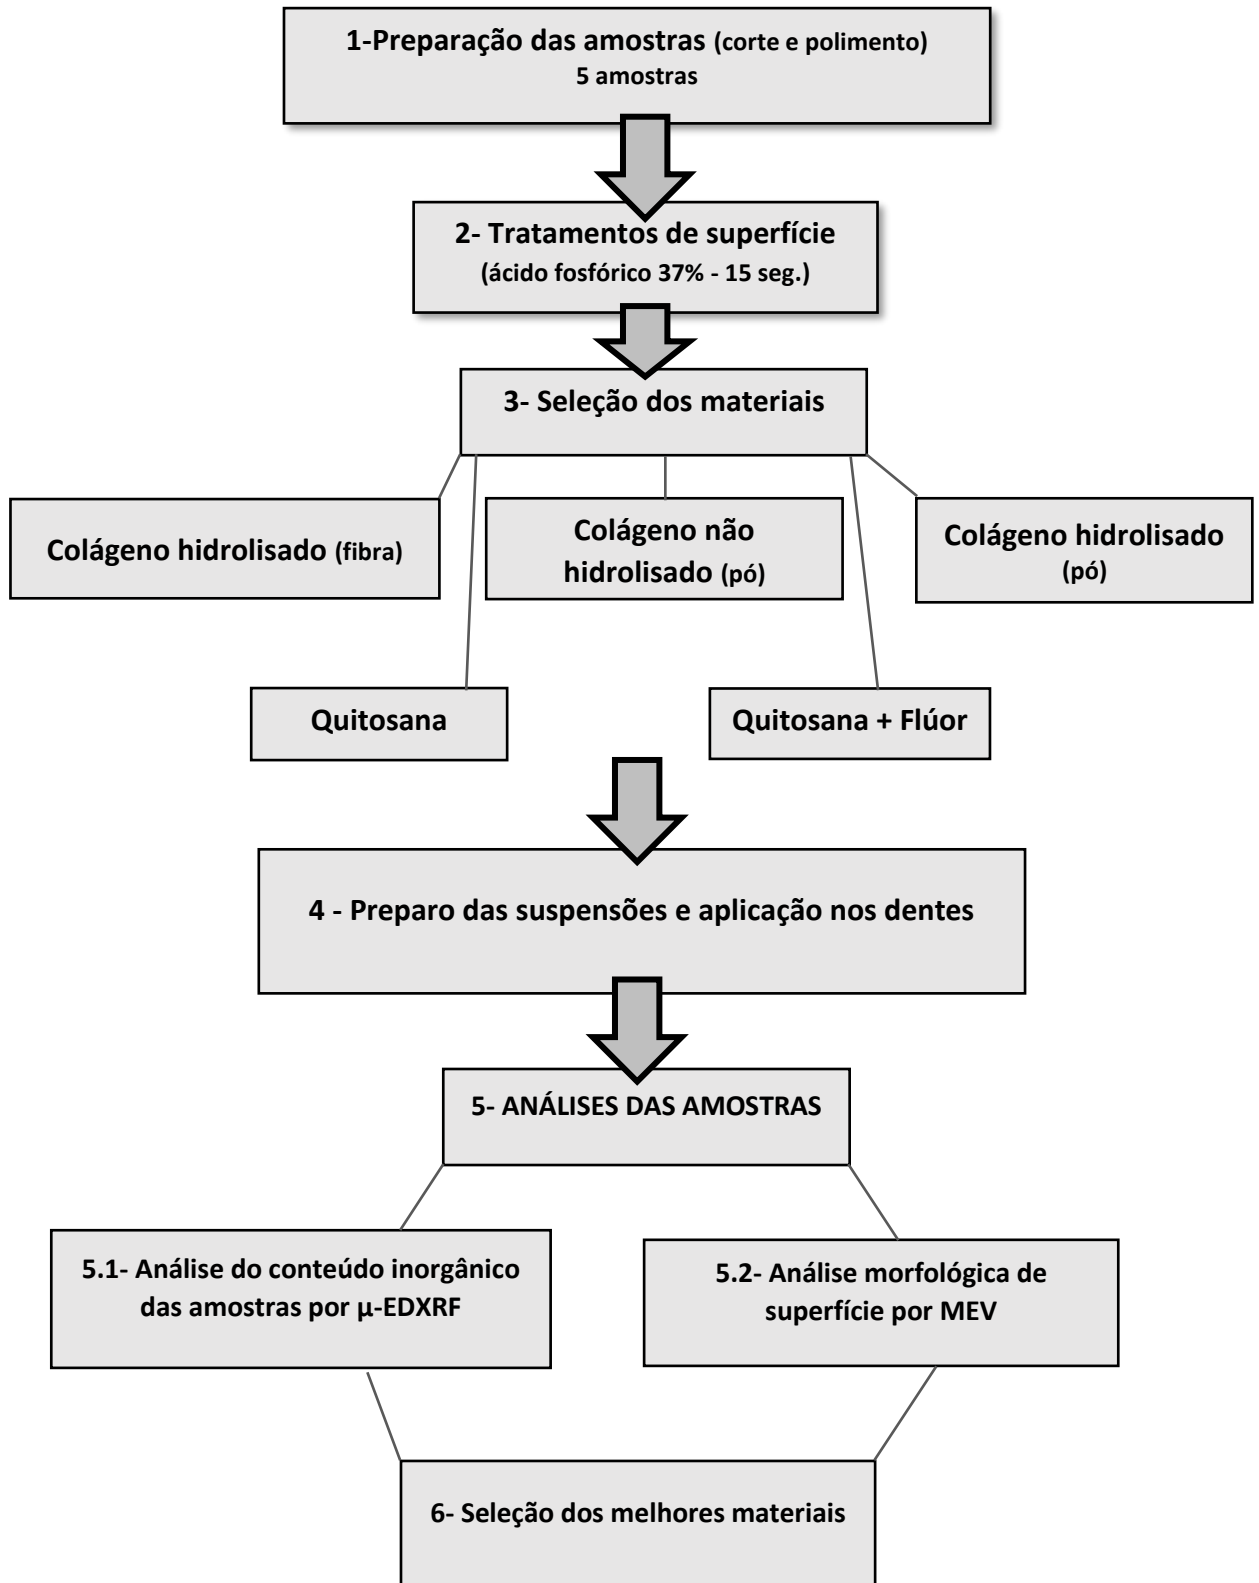 1-Preparação das amostras (corte e polimento)
5 amostras
2- Tratamentos de superfície
(ácido fosfórico 37% - 15 seg.)
3- Seleção dos materiais
Colágeno hidrolisado (fibra)
Colágeno não
hidrolisado (pó)
Colágeno hidrolisado
(pó)
Quitosana
Quitosana + Flúor
4 - Preparo das suspensões e aplicação nos dentes
5- ANÁLISES DAS AMOSTRAS
5.1- Análise do conteúdo inorgânico
das amostras por µ-EDXRF
5.2- Análise morfológica de
superfície por MEV
6- Seleção dos melhores materiais